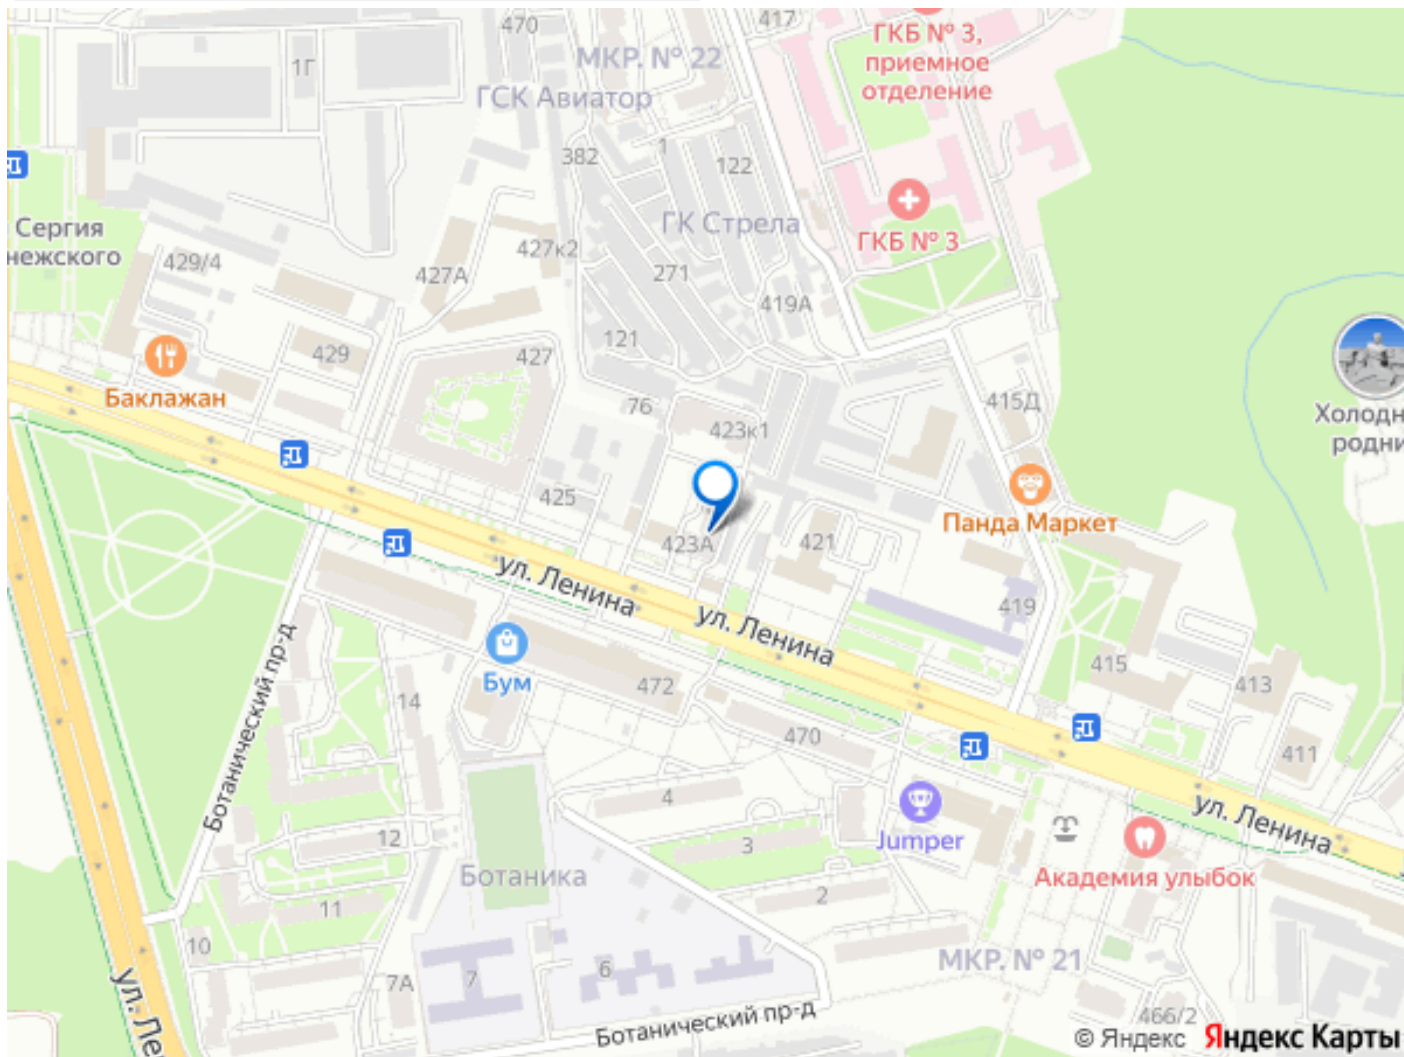 470
417
ГКБ № 3,
приемное
отделение
МКР. № 22
1Г
ГСК Авиатор
382
1
122
Сергия
нежского
ГК Стрела
ГКБ № 3
429/4
427А
427к2
271
419А
121
429
427
Баклажан
76
423к1
415Д
Холодн
родни
425
Панда Маркет
423А
421
ул. Ленина
ул. Ленина
419
Ботанический пр-д
Бум
472
14
415
413
470
411
4
Jumper
ул. Ленина
12
3
Академия улыбок
Ботаника
11
2
10
7А
7
6
МКР. № 21
ул. Ле
Ботанический пр-д
466/2
© Яндекс Яндекс Карты